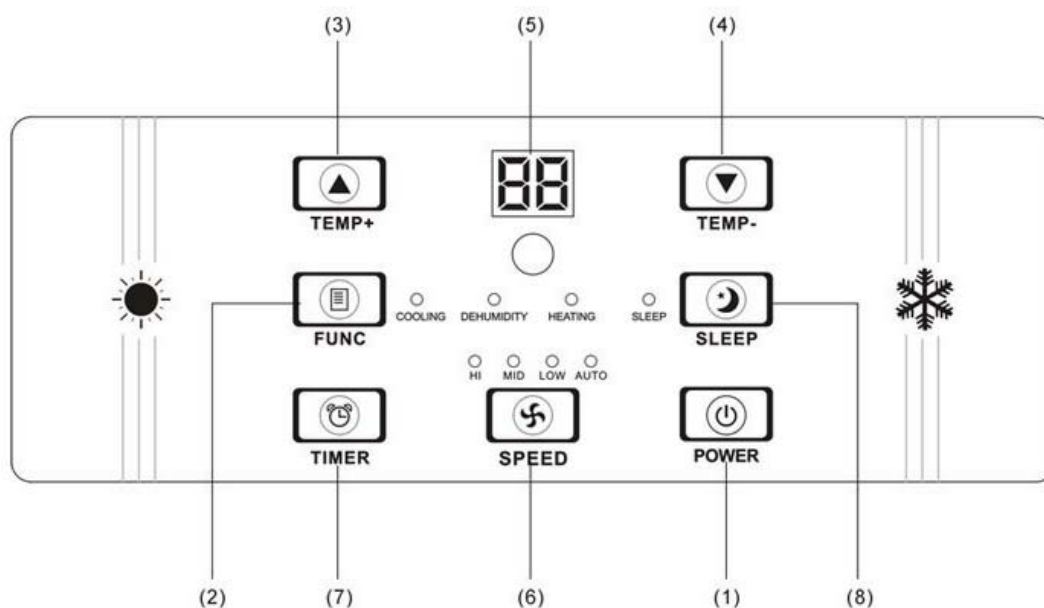 (3) (5) (4)
88
TEMP+ TEMP-
COOLING DEHUMIDITY HEATING SLEEP
FUNC SLEEP
HI MID LOW AUTO
TIMER SPEED POWER
(2) (7) (6) (1) (8)